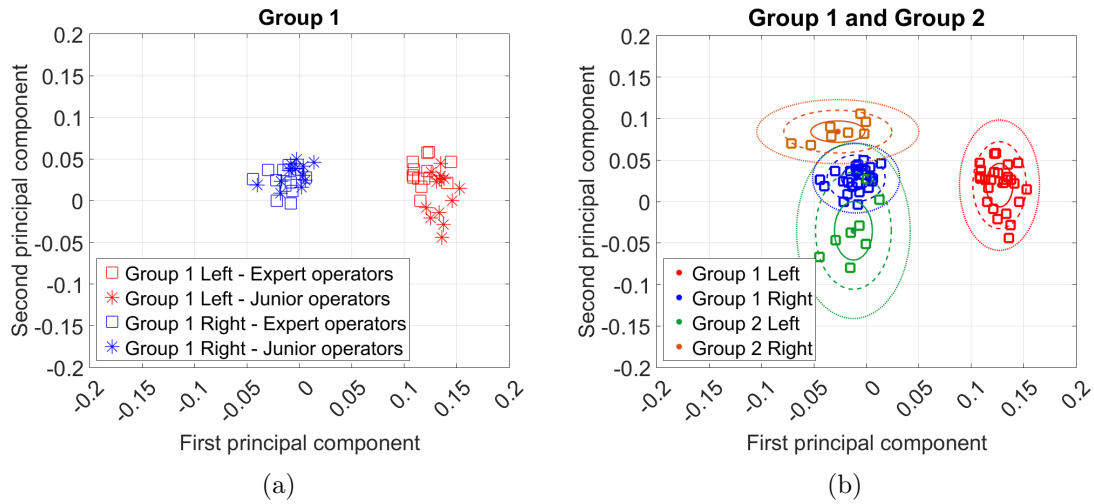 Group 1
0.2
0.15
0.1
0.05
0
-0.05
-0.1
-0.15
-0.2
Second principal component
Group 1 Left - Expert operators
Group 1 Left - Junior operators
Group 1 Right - Expert operators
Group 1 Right - Junior operators
-0.2
-0.15
-0.1
-0.05
0
0.05
0.1
0.15
0.2
First principal component
(a)
Group 1 and Group 2
0.2
0.15
0.1
0.05
0
-0.05
-0.1
-0.15
-0.2
Second principal component
Group 1 Left
Group 1 Right
Group 2 Left
Group 2 Right
-0.2
-0.15
-0.1
-0.05
0
0.05
0.1
0.15
0.2
First principal component
(b)